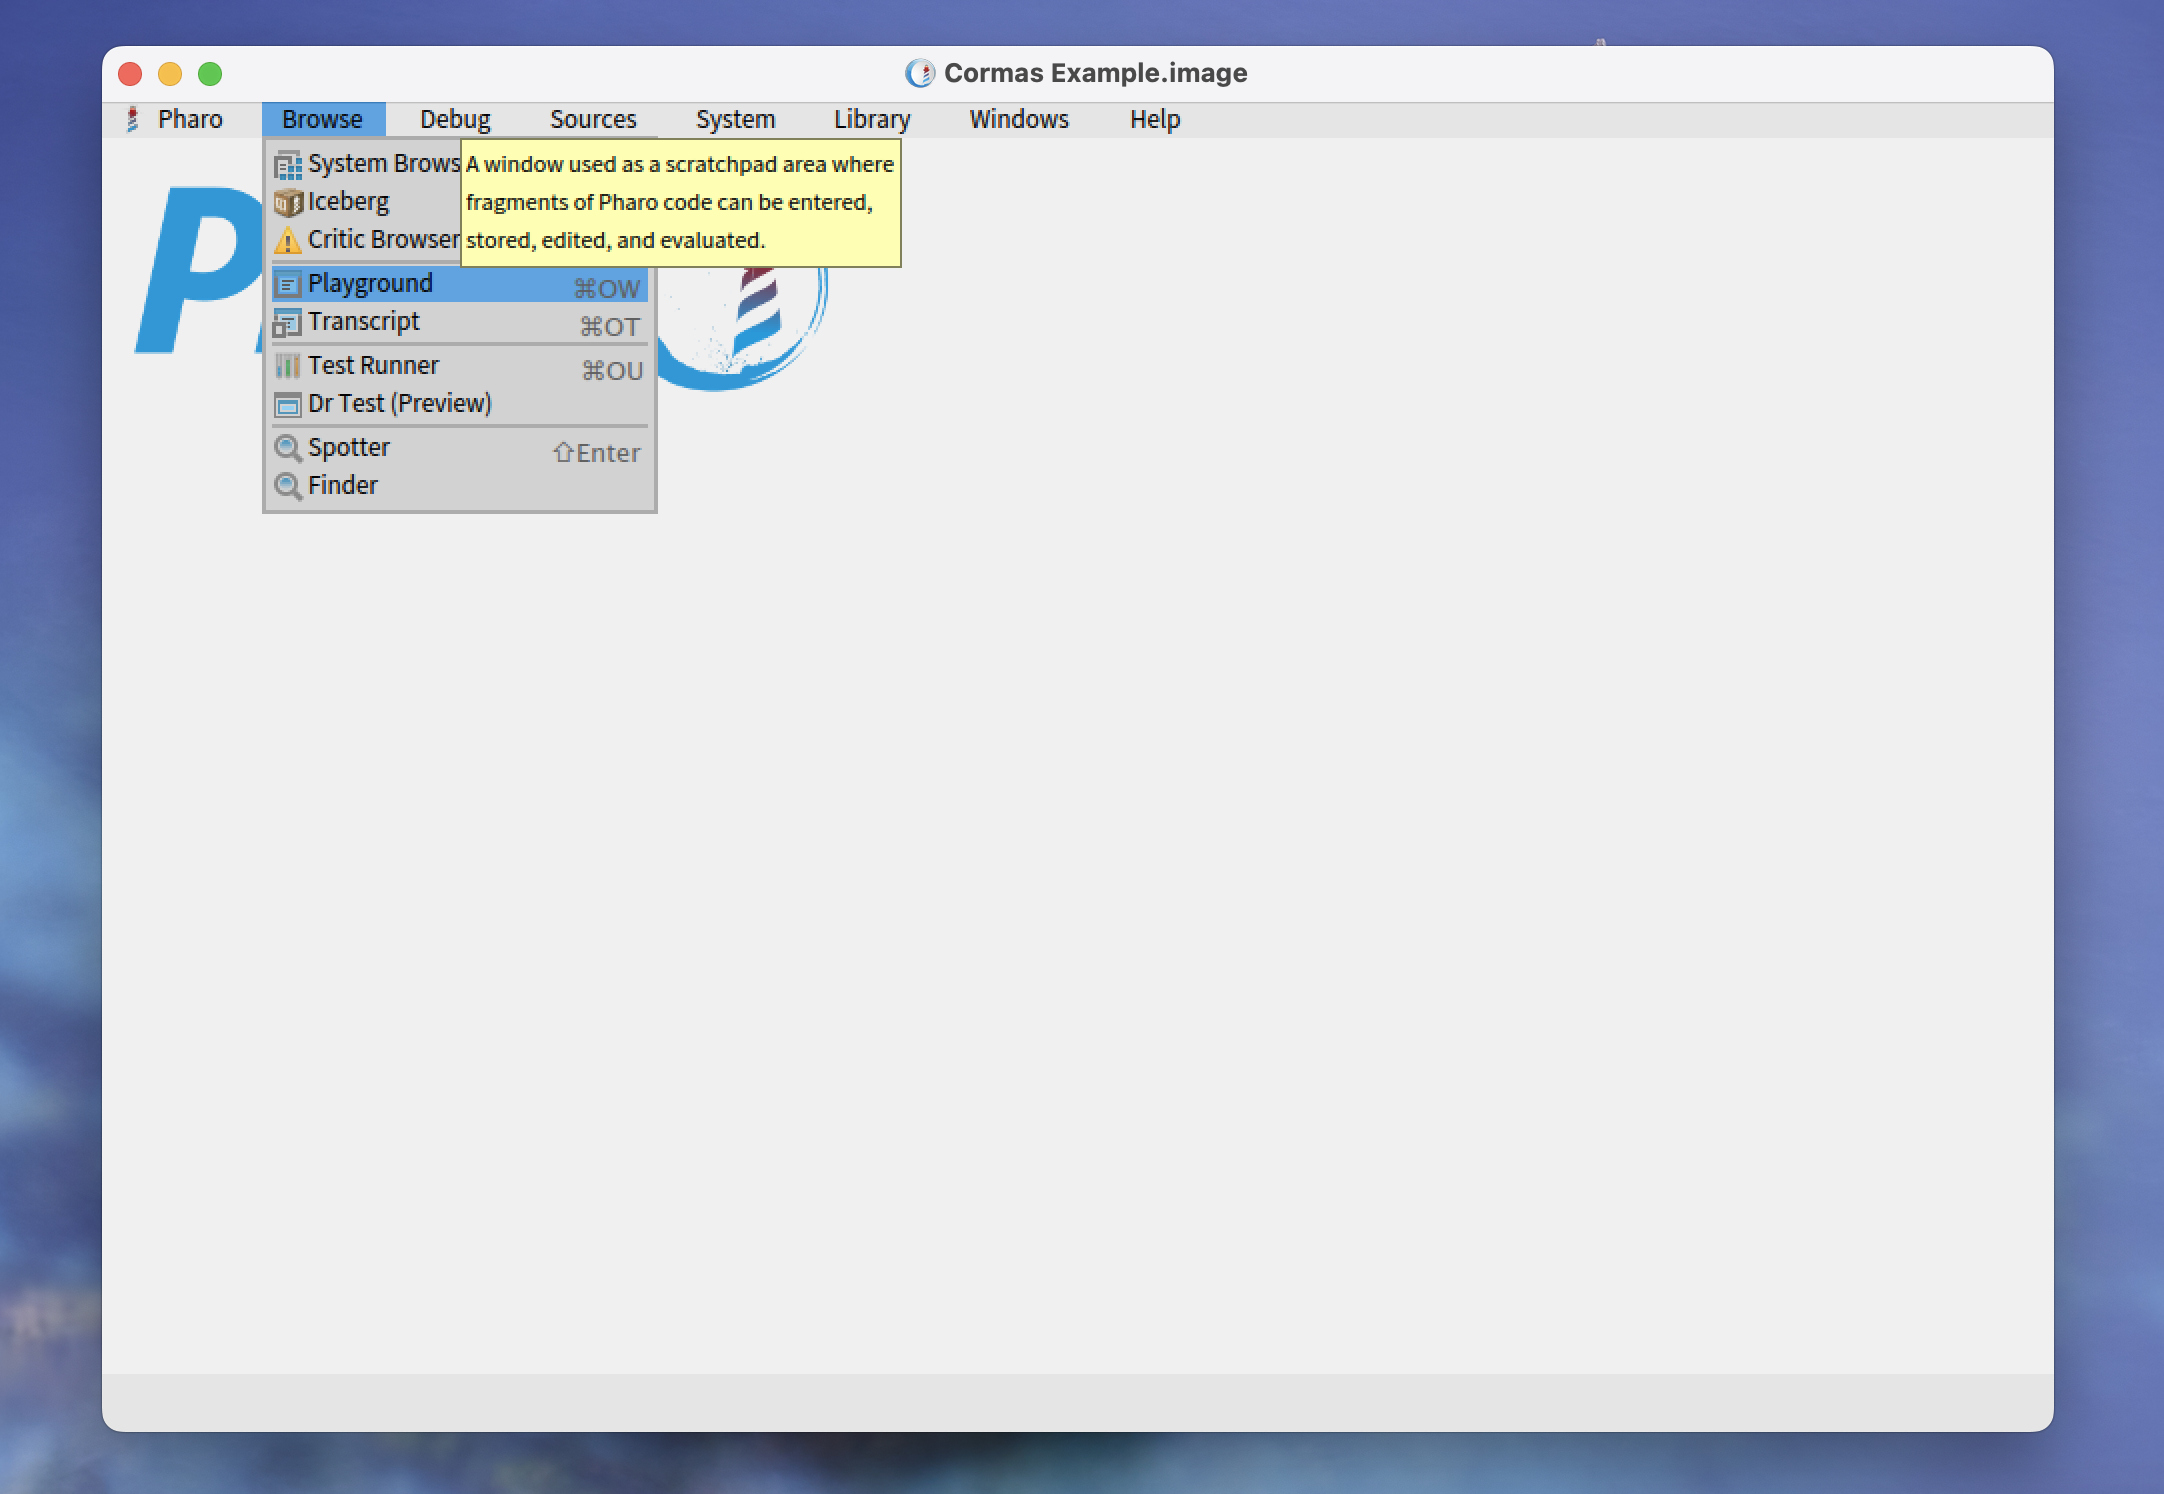 Cormas Example.image
Pharo Browse Debug Sources System Library Windows Help
System Brows
Iceberg
Critic Browser
A window used as a scratchpad area where
fragments of Pharo code can be entered,
stored, edited, and evaluated.
Playground ⌘OW
Transcript ⌘OT
Test Runner ⌘OU
Dr Test (Preview)
Spotter ⇧Enter
Finder
P